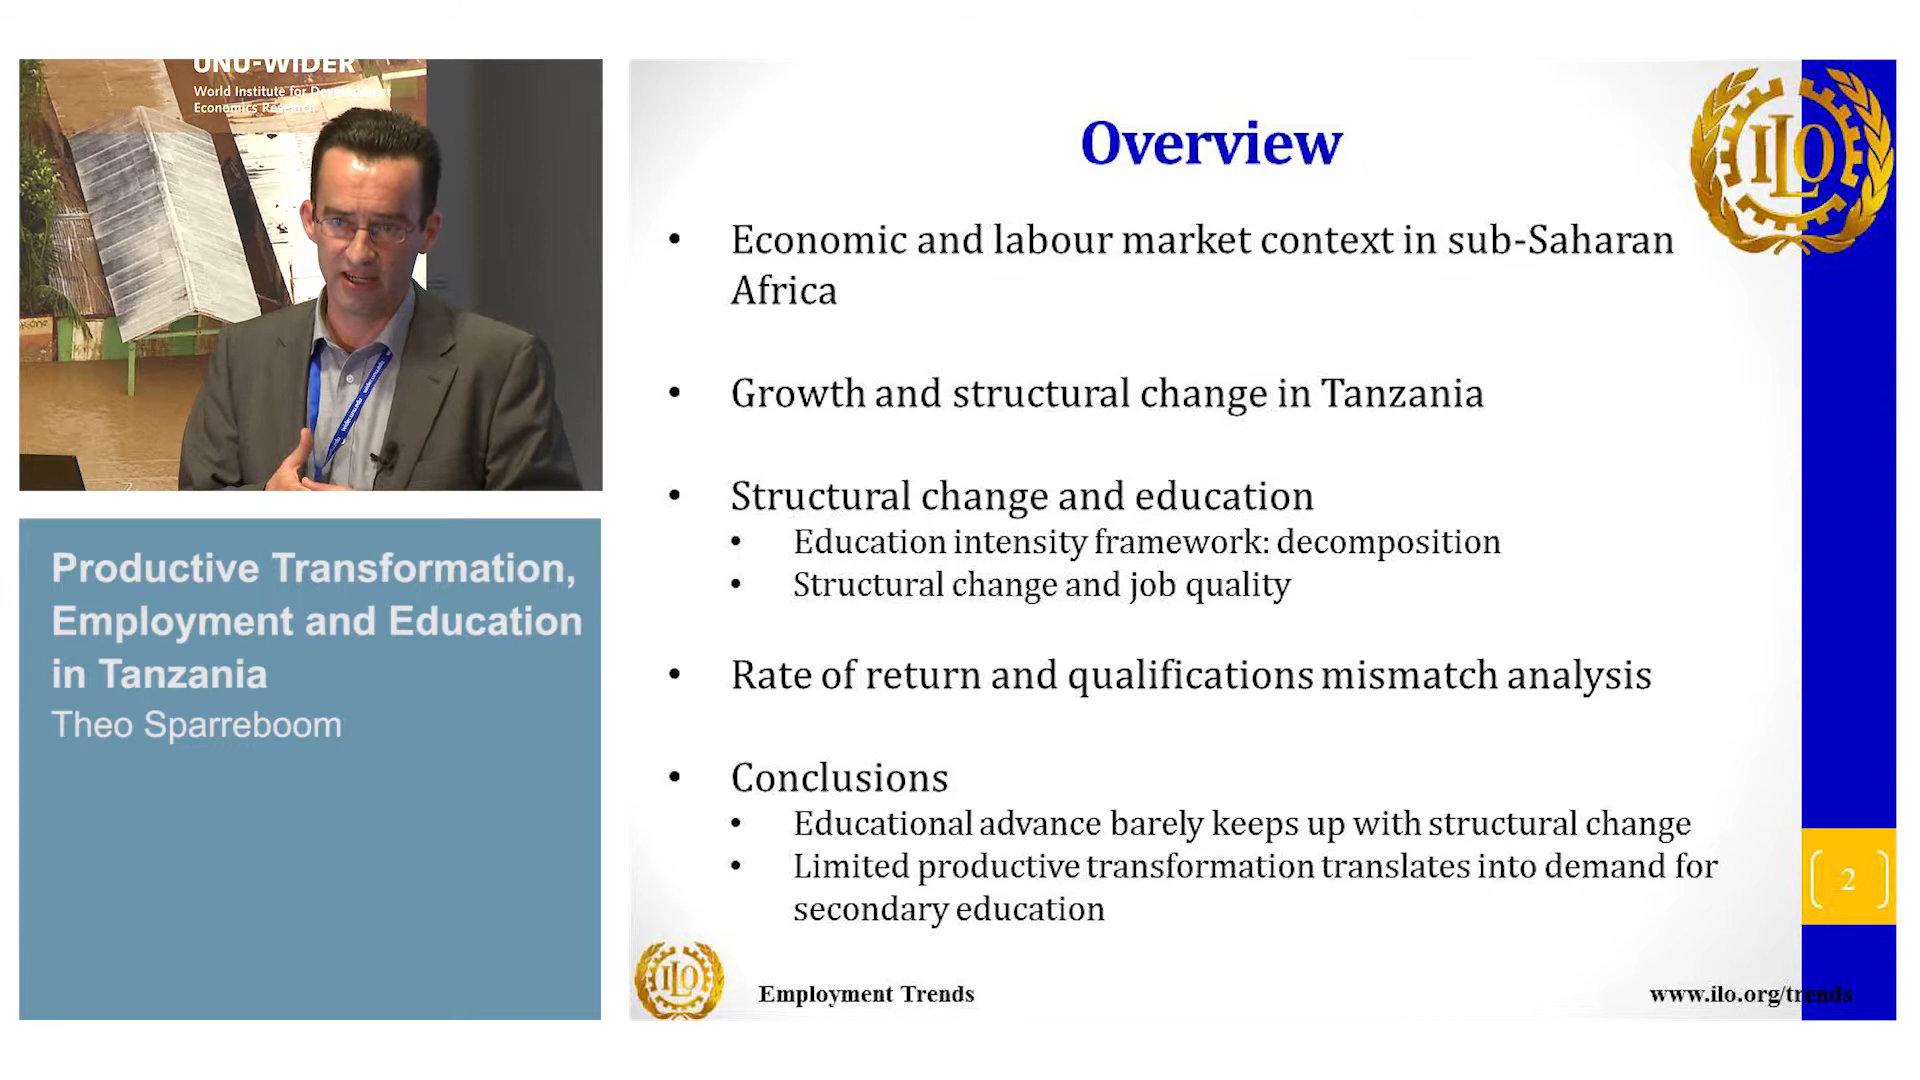 UNU-WIDER
World Institute for Development
Economics Research
Productive Transformation,
Employment and Education
in Tanzania
Theo Sparreboom
Overview
ILO
• Economic and labour market context in sub-Saharan
Africa
• Growth and structural change in Tanzania
• Structural change and education
• Education intensity framework: decomposition
• Structural change and job quality
• Rate of return and qualifications mismatch analysis
• Conclusions
• Educational advance barely keeps up with structural change
• Limited productive transformation translates into demand for
secondary education
2
ILO
Employment Trends
www.ilo.org/trends